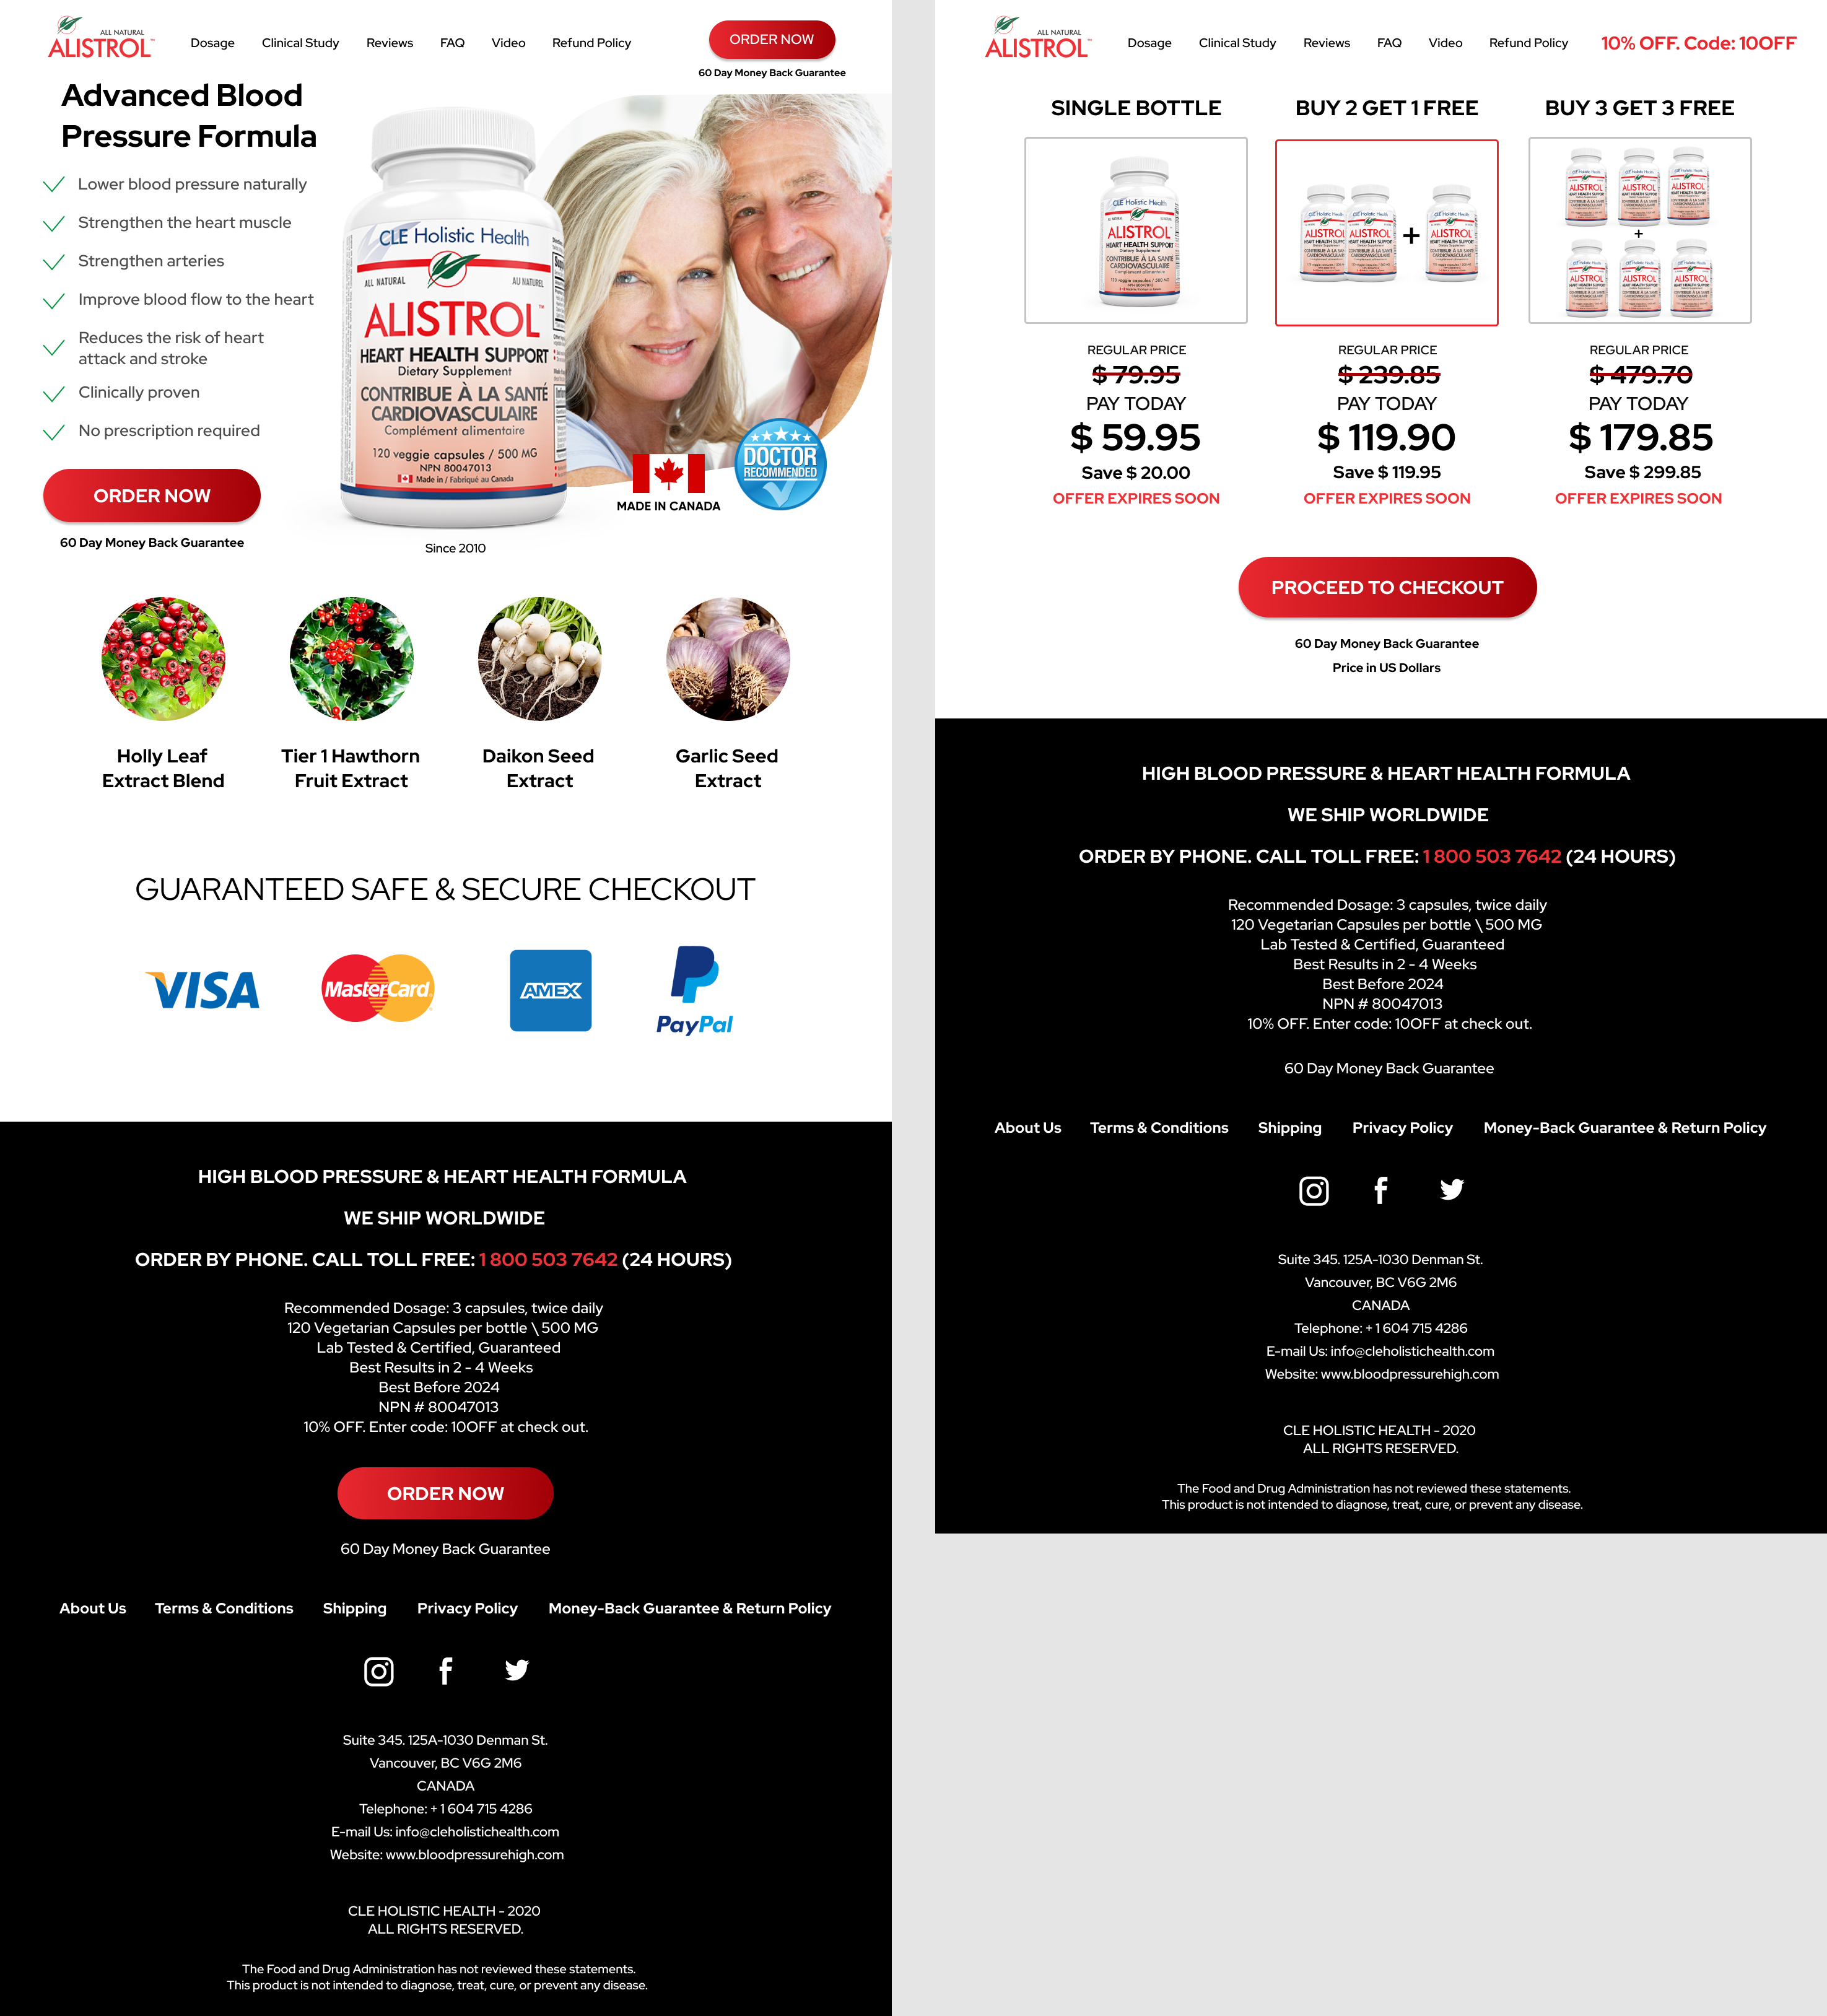 ALL NATURAL
ALISTROL™
Dosage
Clinical Study
Reviews
FAQ
Video
Refund Policy
ORDER NOW
60 Day Money Back Guarantee
Advanced Blood
Pressure Formula
Lower blood pressure naturally
Strengthen the heart muscle
Strengthen arteries
Improve blood flow to the heart
Reduces the risk of heart
attack and stroke
Clinically proven
No prescription required
ORDER NOW
60 Day Money Back Guarantee
CLE Holistic Health
ALL NATURAL
AU NATUREL
ALISTROL™
HEART HEALTH SUPPORT
Dietary Supplement
CONTRIBUE À LA SANTÉ
CARDIOVASCULAIRE
Complément alimentaire
120 veggie capsules / 500 MG
NPN 80047013
Made in / Fabriqué au Canada
Since 2010
MADE IN CANADA
DOCTOR
RECOMMENDED
Holly Leaf
Extract Blend
Tier 1 Hawthorn
Fruit Extract
Daikon Seed
Extract
Garlic Seed
Extract
GUARANTEED SAFE & SECURE CHECKOUT
VISA
MasterCard
AMEX
PayPal
HIGH BLOOD PRESSURE & HEART HEALTH FORMULA
WE SHIP WORLDWIDE
ORDER BY PHONE. CALL TOLL FREE: 1 800 503 7642 (24 HOURS)
Recommended Dosage: 3 capsules, twice daily
120 Vegetarian Capsules per bottle \ 500 MG
Lab Tested & Certified, Guaranteed
Best Results in 2 - 4 Weeks
Best Before 2024
NPN # 80047013
10% OFF. Enter code: 10OFF at check out.
ORDER NOW
60 Day Money Back Guarantee
About Us
Terms & Conditions
Shipping
Privacy Policy
Money-Back Guarantee & Return Policy
Suite 345. 125A-1030 Denman St.
Vancouver, BC V6G 2M6
CANADA
Telephone: + 1 604 715 4286
E-mail Us: info@cleholistichealth.com
Website: www.bloodpressurehigh.com
CLE HOLISTIC HEALTH - 2020
ALL RIGHTS RESERVED.
The Food and Drug Administration has not reviewed these statements.
This product is not intended to diagnose, treat, cure, or prevent any disease.
ALL NATURAL
ALISTROL™
Dosage
Clinical Study
Reviews
FAQ
Video
Refund Policy
10% OFF. Code: 10OFF
SINGLE BOTTLE
CLE Holistic Health
ALISTROL
HEART HEALTH SUPPORT
Dietary Supplement
CONTRIBUE À LA SANTÉ
CARDIOVASCULAIRE
Complément alimentaire
120 veggie capsules / 500 MG
NPN 80047013
REGULAR PRICE
$ 79.95
PAY TODAY
$ 59.95
Save $ 20.00
OFFER EXPIRES SOON
BUY 2 GET 1 FREE
+
REGULAR PRICE
$ 239.85
PAY TODAY
$ 119.90
Save $ 119.95
OFFER EXPIRES SOON
BUY 3 GET 3 FREE
+
REGULAR PRICE
$ 479.70
PAY TODAY
$ 179.85
Save $ 299.85
OFFER EXPIRES SOON
PROCEED TO CHECKOUT
60 Day Money Back Guarantee
Price in US Dollars
HIGH BLOOD PRESSURE & HEART HEALTH FORMULA
WE SHIP WORLDWIDE
ORDER BY PHONE. CALL TOLL FREE: 1 800 503 7642 (24 HOURS)
Recommended Dosage: 3 capsules, twice daily
120 Vegetarian Capsules per bottle \ 500 MG
Lab Tested & Certified, Guaranteed
Best Results in 2 - 4 Weeks
Best Before 2024
NPN # 80047013
10% OFF. Enter code: 10OFF at check out.
60 Day Money Back Guarantee
About Us
Terms & Conditions
Shipping
Privacy Policy
Money-Back Guarantee & Return Policy
Suite 345. 125A-1030 Denman St.
Vancouver, BC V6G 2M6
CANADA
Telephone: + 1 604 715 4286
E-mail Us: info@cleholistichealth.com
Website: www.bloodpressurehigh.com
CLE HOLISTIC HEALTH - 2020
ALL RIGHTS RESERVED.
The Food and Drug Administration has not reviewed these statements.
This product is not intended to diagnose, treat, cure, or prevent any disease.